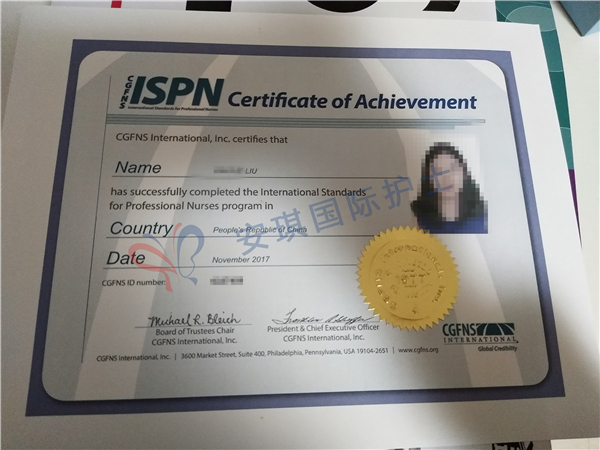 CGFNS ISPN
International Standards for Professional Nurses
Certificate of Achievement
CGFNS International, Inc. certifies that
Name LIU
has successfully completed the International Standards
for Professional Nurses program in
Country People's Republic of China
Date November 2017
CGFNS ID number:
安琪国际护士
Michael R. Bleich
Board of Trustees Chair
CGFNS International, Inc.
President & Chief Executive Officer
CGFNS International, Inc.
CGFNS
INTERNATIONAL
Global Credibility
CGFNS International, Inc. | 3600 Market Street, Suite 400, Philadelphia, Pennsylvania, USA 19104-2651 | www.cgfns.org